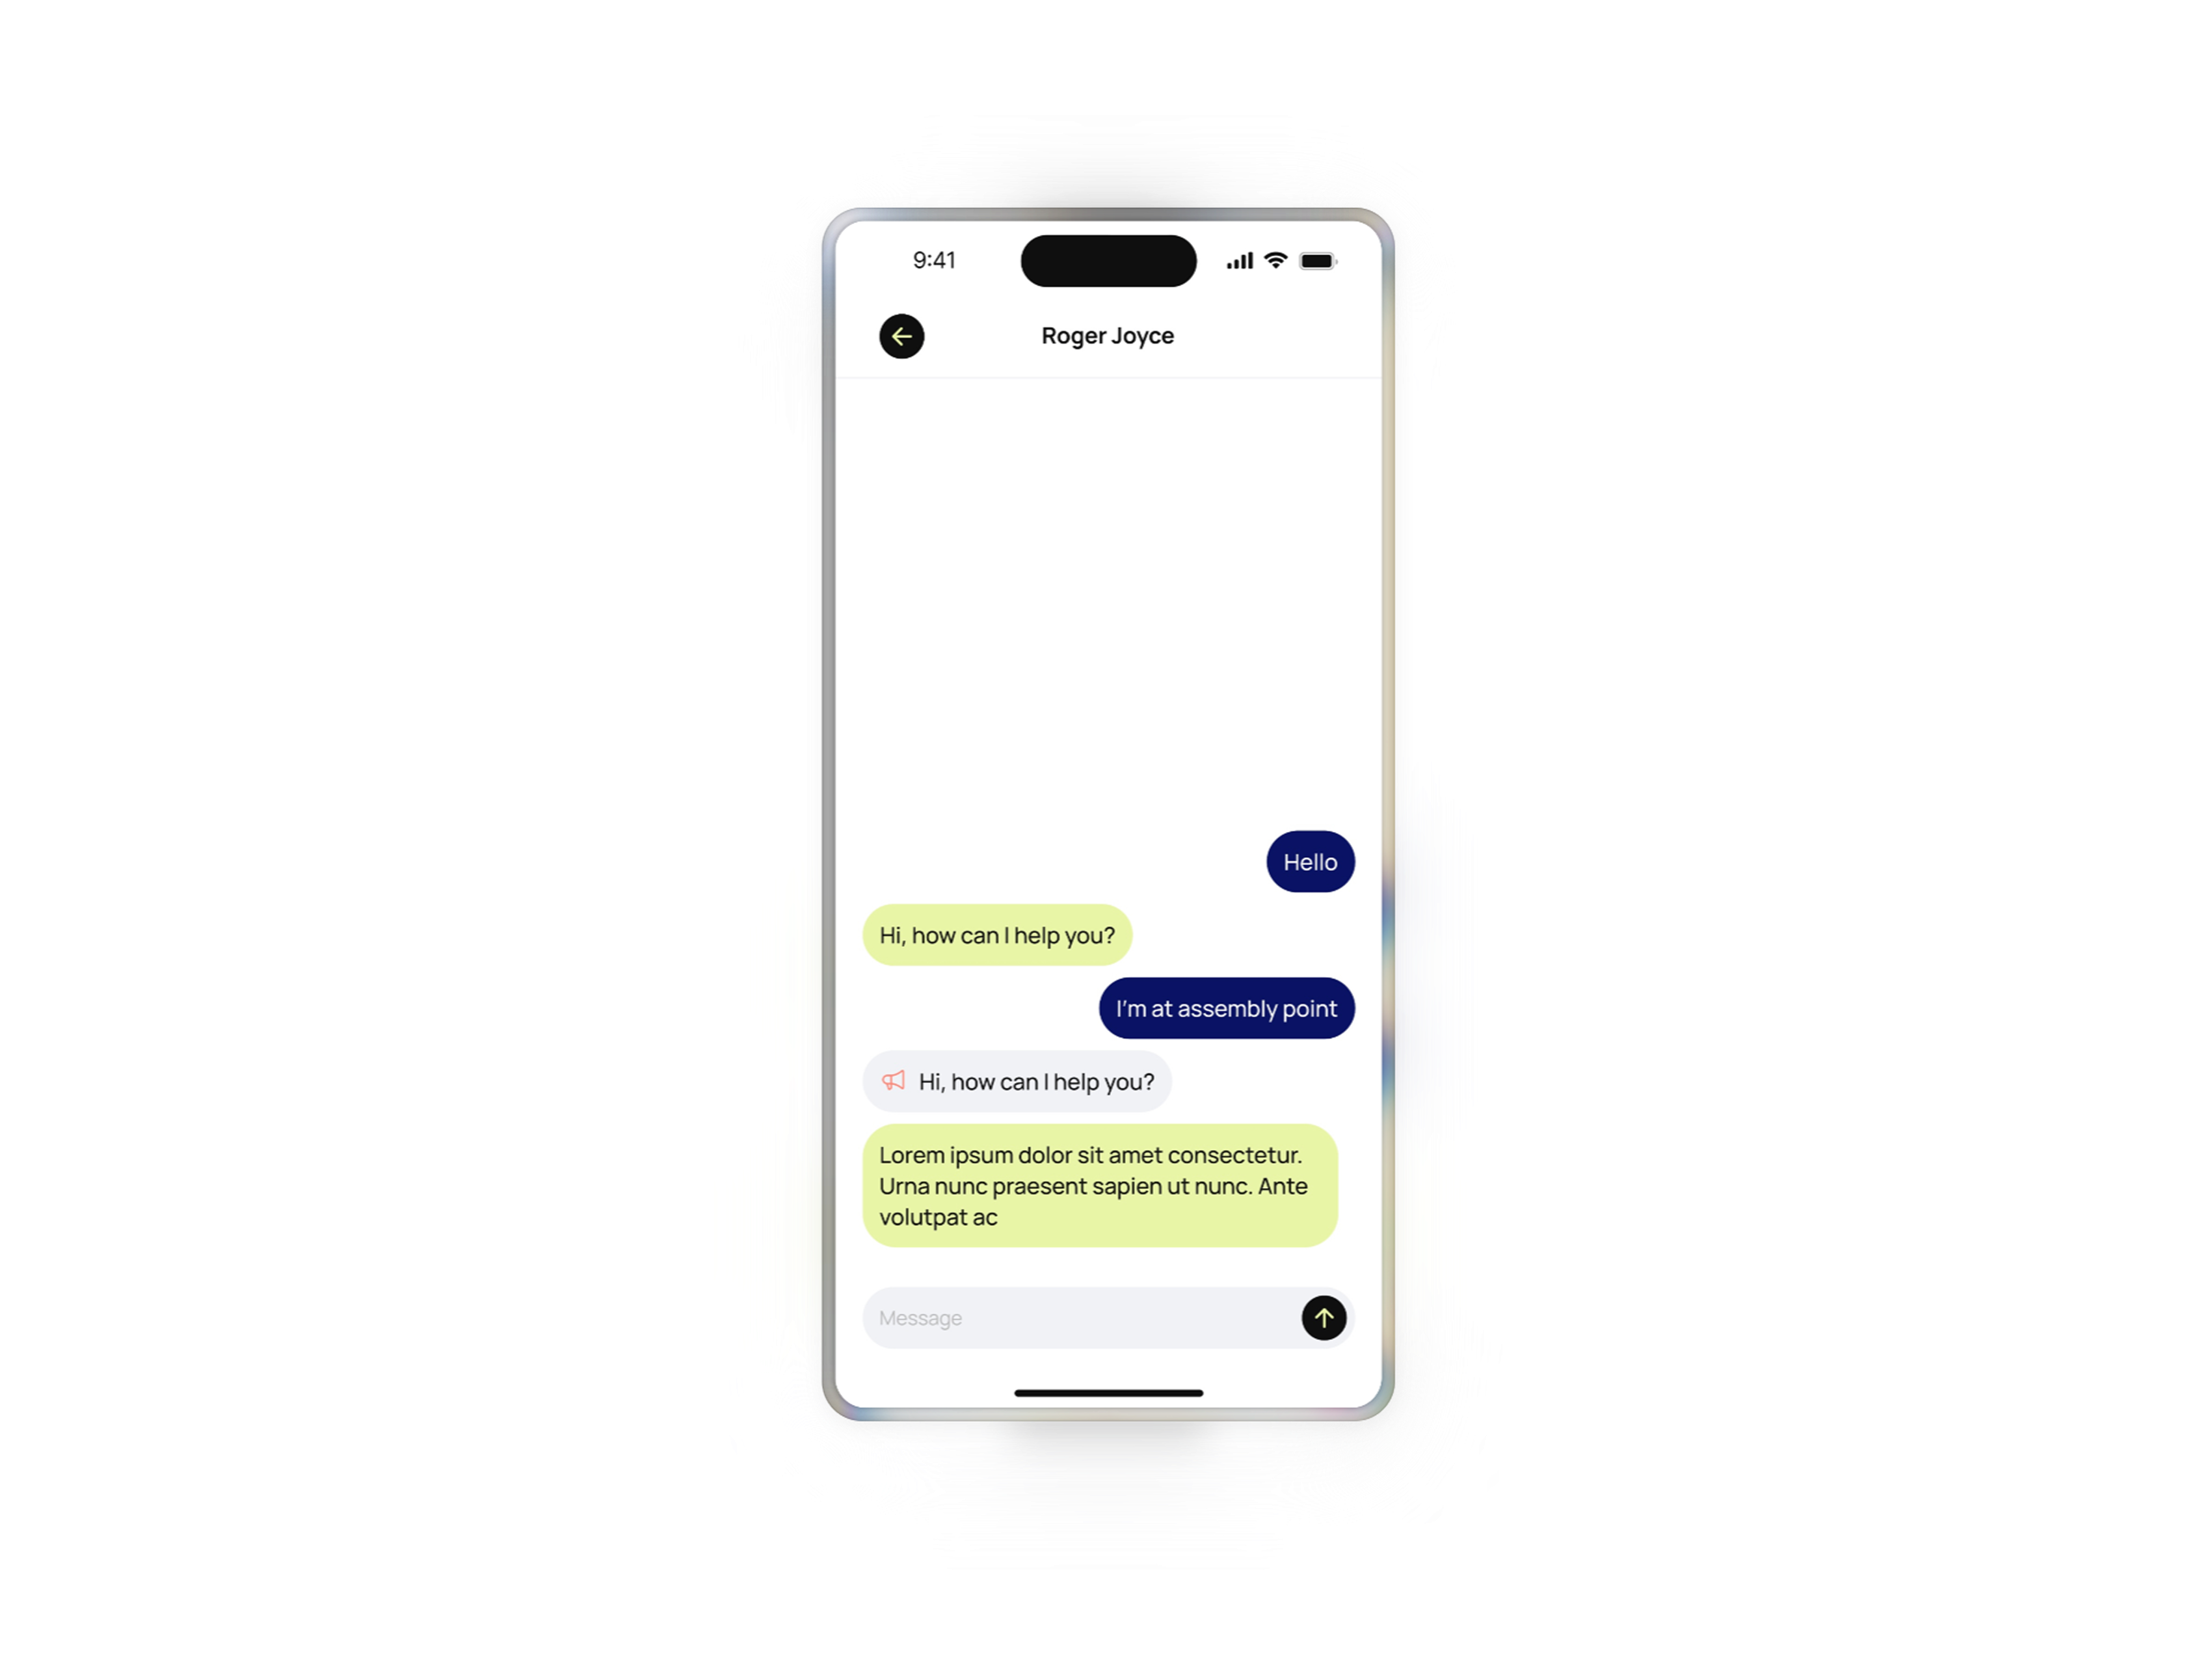 9:41
Roger Joyce
Hello
Hi, how can I help you?
I'm at assembly point
Hi, how can I help you?
Lorem ipsum dolor sit amet consectetur.
Urna nunc praesent sapien ut nunc. Ante
volutpat ac
Message